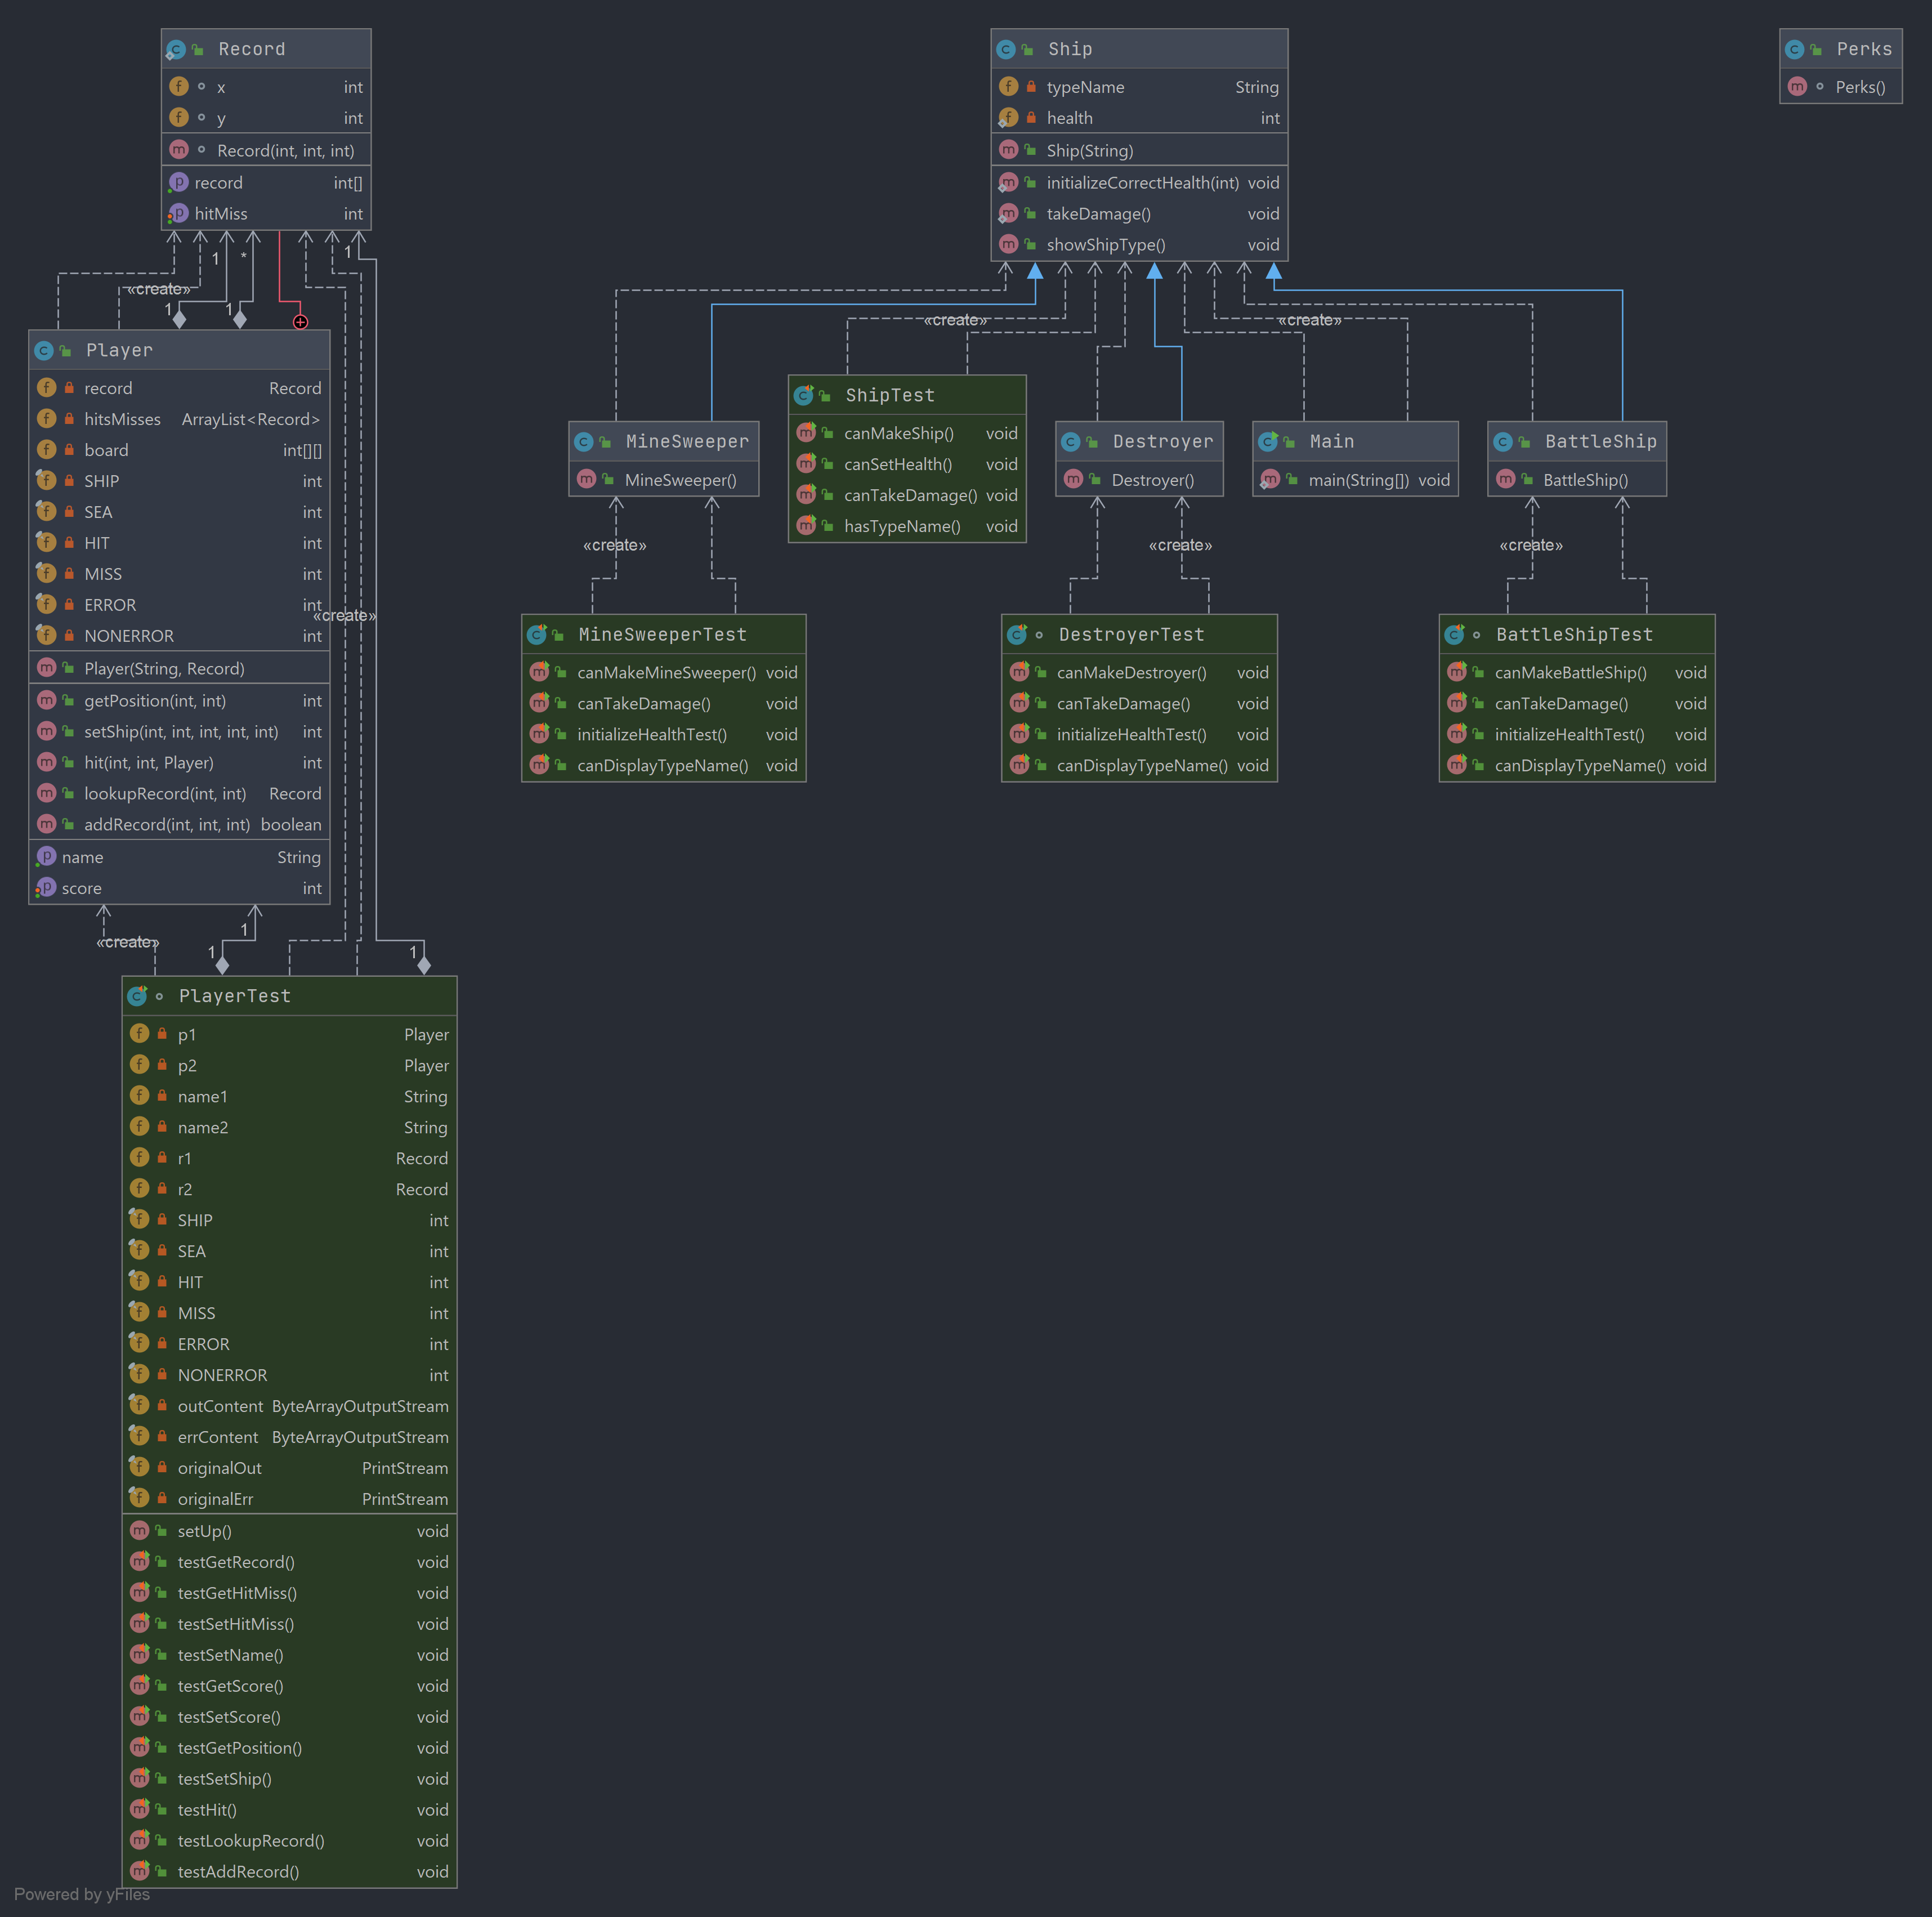 Record
x int
y int
Record(int, int, int)
record int[]
hitMiss int
1
*
1
«create»
1
1
Player
record Record
hitsMisses ArrayList<Record>
board int[][]
SHIP int
SEA int
HIT int
MISS int
ERROR int
NONERROR int
Player(String, Record)
getPosition(int, int) int
setShip(int, int, int, int, int) int
hit(int, int, Player) int
lookupRecord(int, int) Record
addRecord(int, int, int) boolean
name String
score int
«create»
«create»
1
1
1
PlayerTest
p1 Player
p2 Player
name1 String
name2 String
r1 Record
r2 Record
SHIP int
SEA int
HIT int
MISS int
ERROR int
NONERROR int
outContent ByteArrayOutputStream
errContent ByteArrayOutputStream
originalOut PrintStream
originalErr PrintStream
setUp() void
testGetRecord() void
testGetHitMiss() void
testSetHitMiss() void
testSetName() void
testGetScore() void
testSetScore() void
testGetPosition() void
testSetShip() void
testHit() void
testLookupRecord() void
testAddRecord() void
Ship
typeName String
health int
Ship(String)
initializeCorrectHealth(int) void
takeDamage() void
showShipType() void
«create»
«create»
MineSweeper
MineSweeper()
ShipTest
canMakeShip() void
canSetHealth() void
canTakeDamage() void
hasTypeName() void
Destroyer
Destroyer()
Main
main(String[]) void
BattleShip
BattleShip()
«create»
«create»
«create»
MineSweeperTest
canMakeMineSweeper() void
canTakeDamage() void
initializeHealthTest() void
canDisplayTypeName() void
DestroyerTest
canMakeDestroyer() void
canTakeDamage() void
initializeHealthTest() void
canDisplayTypeName() void
BattleShipTest
canMakeBattleShip() void
canTakeDamage() void
initializeHealthTest() void
canDisplayTypeName() void
Perks
Perks()
Powered by yFiles